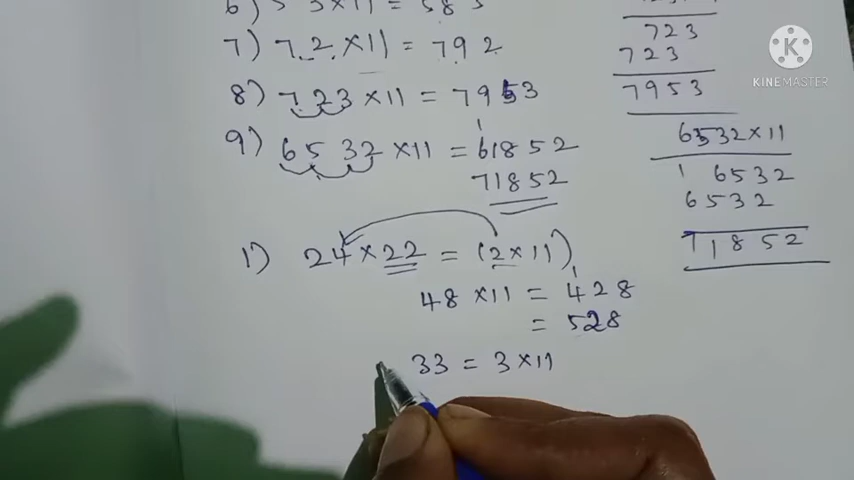 7) 72 × 11 = 792
8) 723 × 11 = 7953
9) 6532 × 11 = 61852
71852
1) 24 × 22 = (2 × 11)
48 × 11 = 428
= 528
33 = 3 × 11
723
723
7953
6532 × 11
6532
6532
71852
KINEMASTER